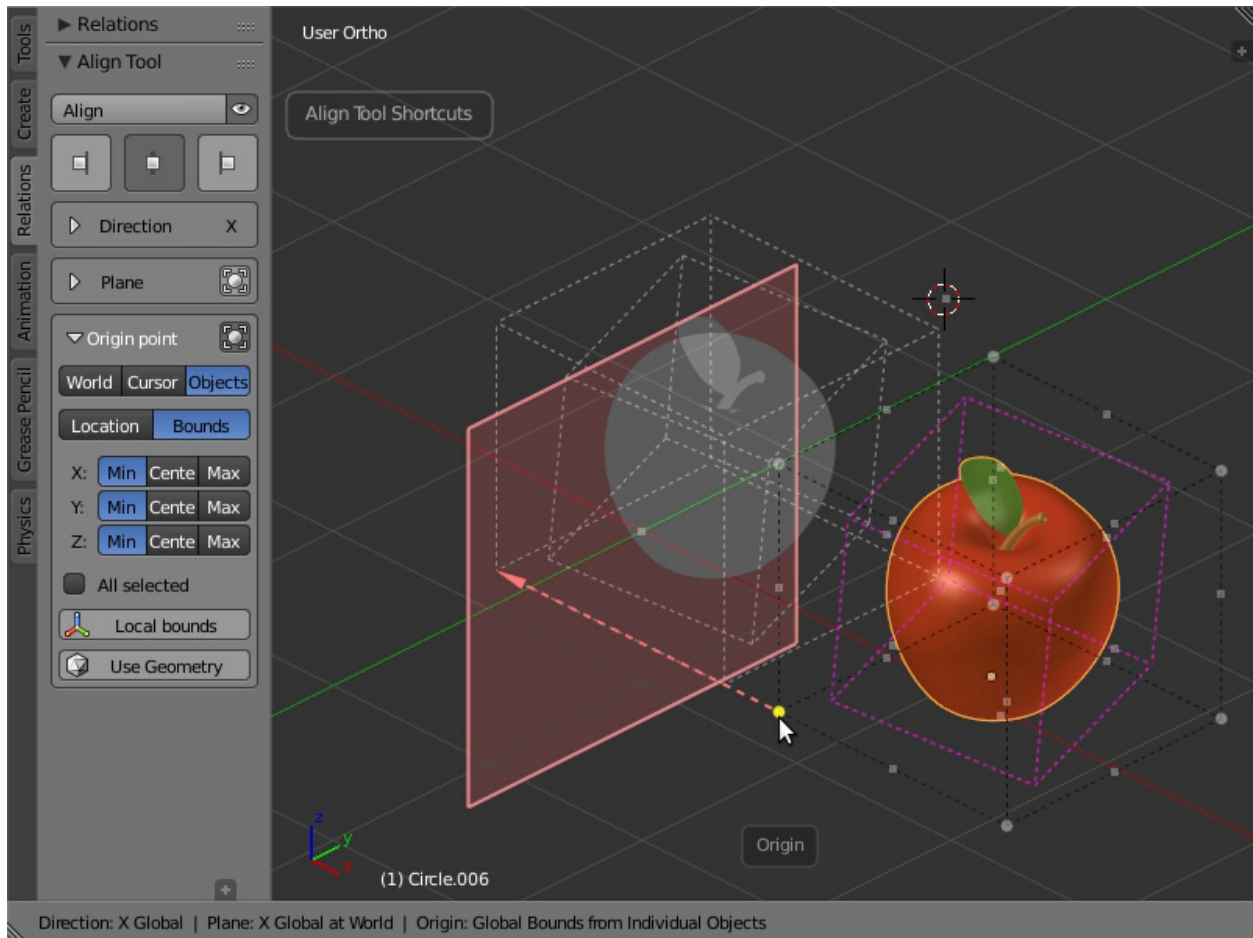 Tools
Create
Relations
Animation
Grease Pencil
Physics
Relations
Align Tool
Align
Direction X
Plane
Origin point
World Cursor Objects
Location Bounds
X: Min Cente Max
Y: Min Cente Max
Z: Min Cente Max
All selected
Local bounds
Use Geometry
User Ortho
Align Tool Shortcuts
Origin
z
y
x
(1) Circle.006
Direction: X Global | Plane: X Global at World | Origin: Global Bounds from Individual Objects